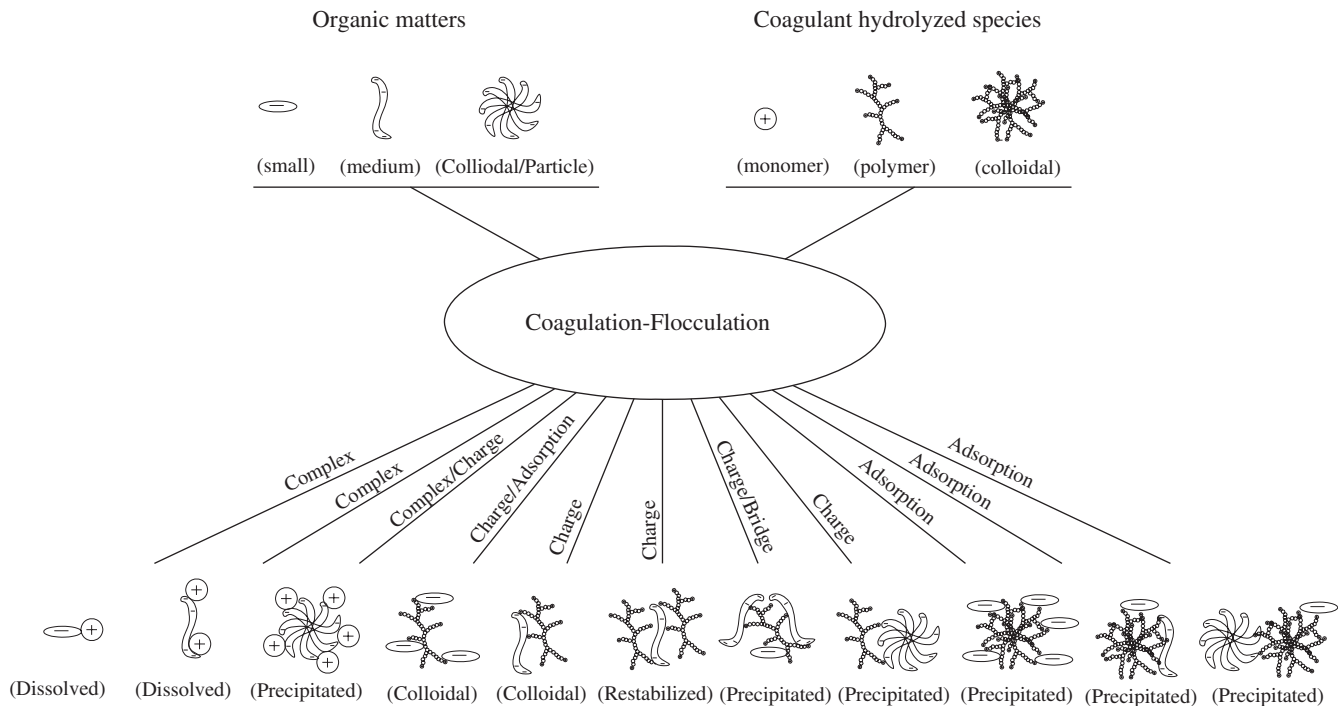 Organic matters
Coagulant hydrolyzed species
(small)
(medium)
(Colliodal/Particle)
(monomer)
(polymer)
(colloidal)
Coagulation-Flocculation
Complex
Complex
Complex/Charge
Charge/Adsorption
Charge
Charge
Charge/Bridge
Charge
Adsorption
Adsorption
Adsorption
(Dissolved)
(Dissolved)
(Precipitated)
(Colloidal)
(Colloidal)
(Restabilized)
(Precipitated)
(Precipitated)
(Precipitated)
(Precipitated)
(Precipitated)